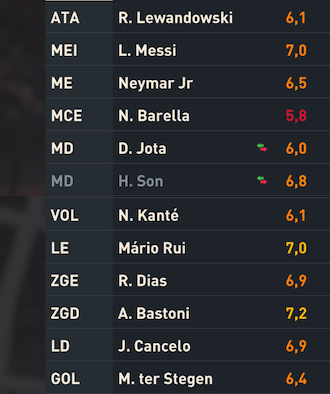 ATA R. Lewandowski 6,1
MEI L. Messi 7,0
ME Neymar Jr 6,5
MCE N. Barella 5,8
MD D. Jota 6,0
MD H. Son 6,8
VOL N. Kanté 6,1
LE Mário Rui 7,0
ZGE R. Dias 6,9
ZGD A. Bastoni 7,2
LD J. Cancelo 6,9
GOL M. ter Stegen 6,4